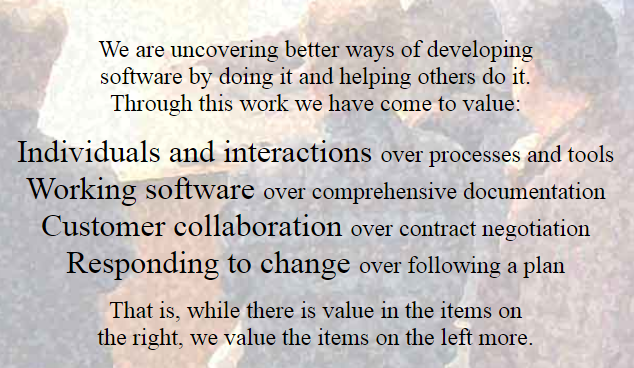 We are uncovering better ways of developing
software by doing it and helping others do it.
Through this work we have come to value:
Individuals and interactions over processes and tools
Working software over comprehensive documentation
Customer collaboration over contract negotiation
Responding to change over following a plan
That is, while there is value in the items on
the right, we value the items on the left more.